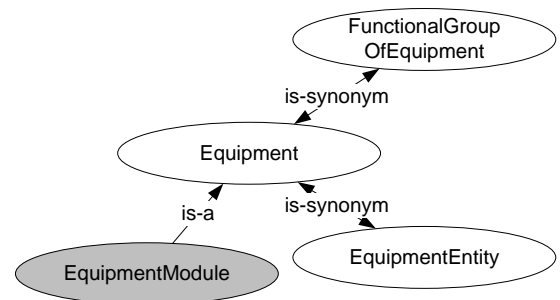 FunctionalGroup
OfEquipment
is-synonym
Equipment
is-a
is-synonym
EquipmentModule
EquipmentEntity